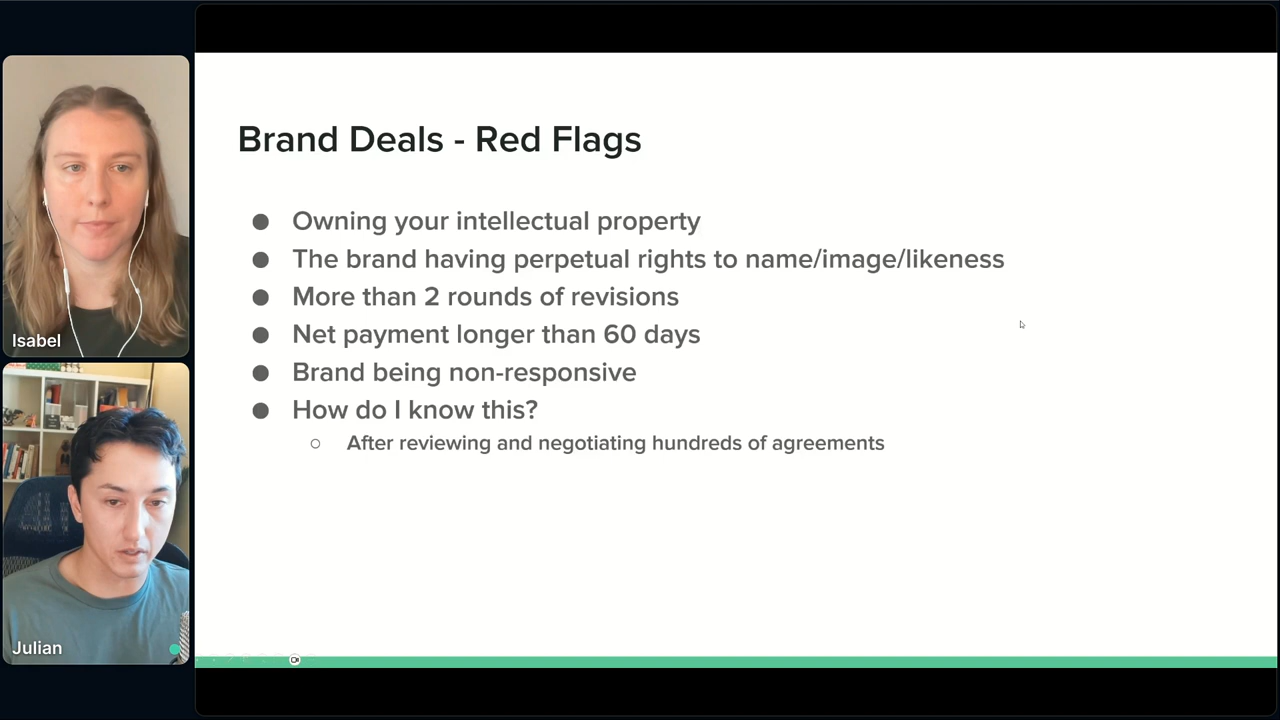 Brand Deals - Red Flags
● Owning your intellectual property
● The brand having perpetual rights to name/image/likeness
● More than 2 rounds of revisions
● Net payment longer than 60 days
● Brand being non-responsive
● How do I know this?
○ After reviewing and negotiating hundreds of agreements
Isabel
Julian